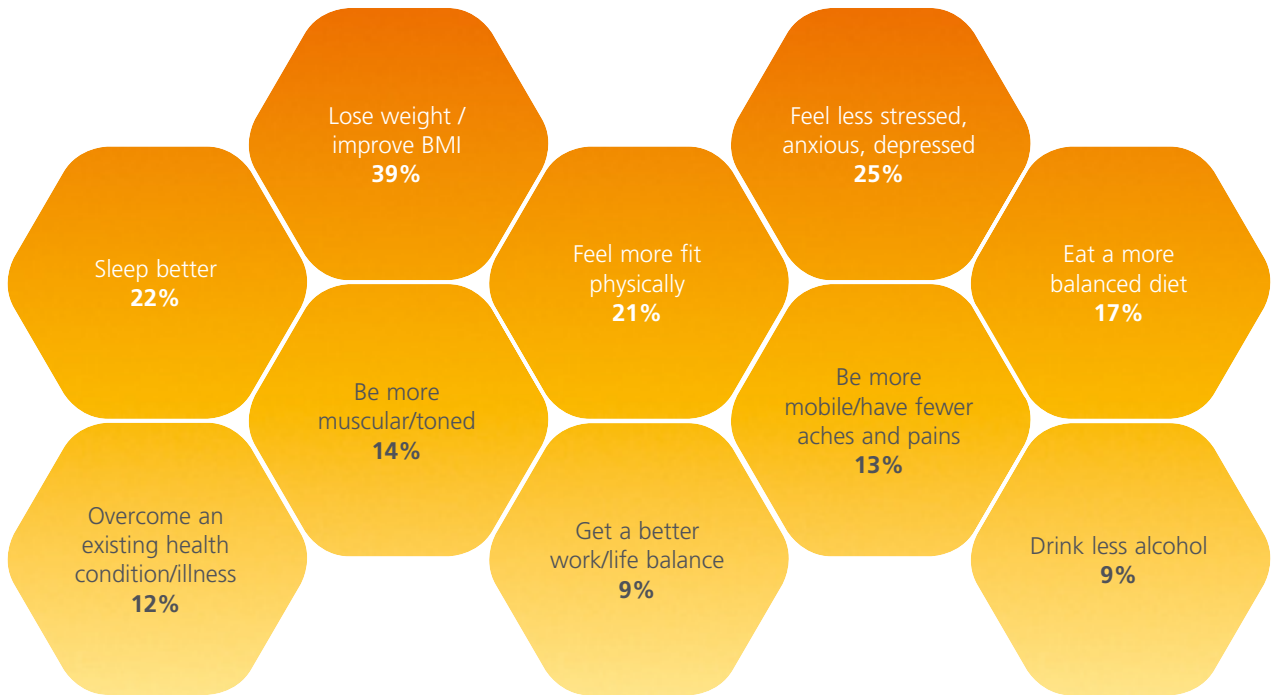 Lose weight /
improve BMI
39%
Feel less stressed,
anxious, depressed
25%
Sleep better
22%
Feel more fit
physically
21%
Eat a more
balanced diet
17%
Be more
muscular/toned
14%
Be more
mobile/have fewer
aches and pains
13%
Overcome an
existing health
condition/illness
12%
Get a better
work/life balance
9%
Drink less alcohol
9%